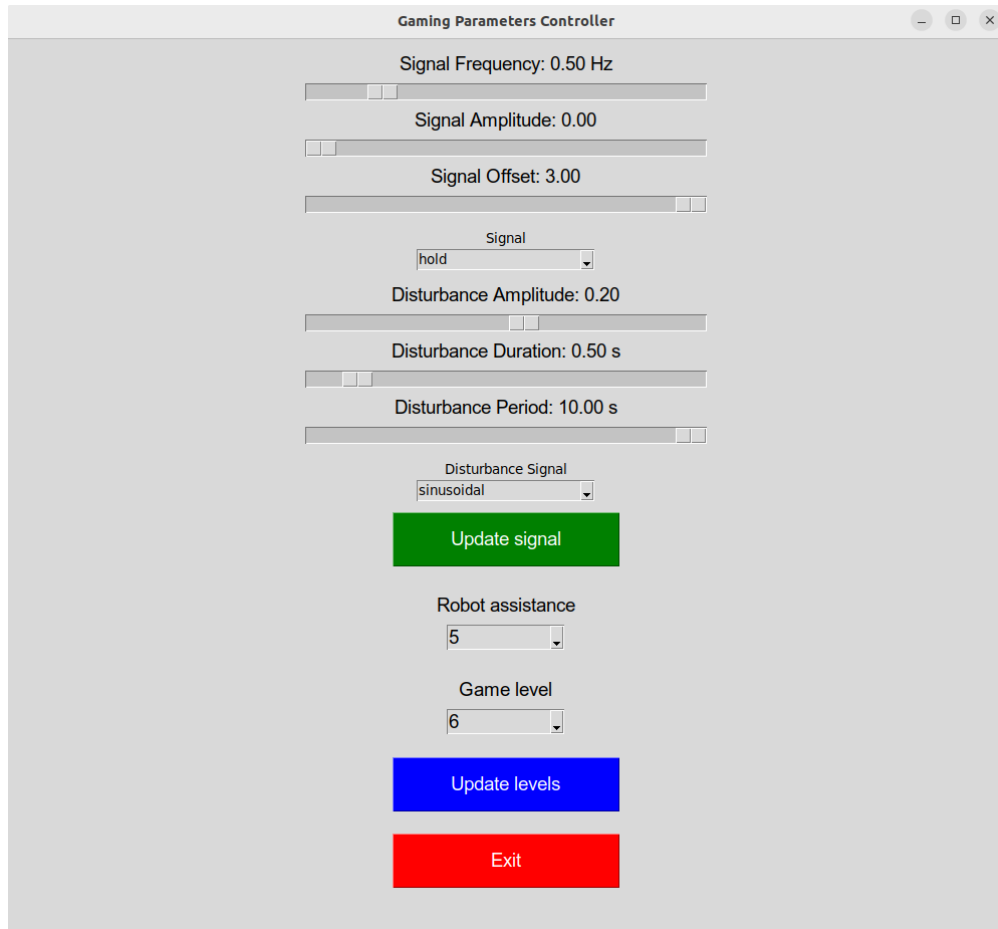 Gaming Parameters Controller
Signal Frequency: 0.50 Hz
Signal Amplitude: 0.00
Signal Offset: 3.00
Signal
hold
Disturbance Amplitude: 0.20
Disturbance Duration: 0.50 s
Disturbance Period: 10.00 s
Disturbance Signal
sinusoidal
Update signal
Robot assistance
5
Game level
6
Update levels
Exit